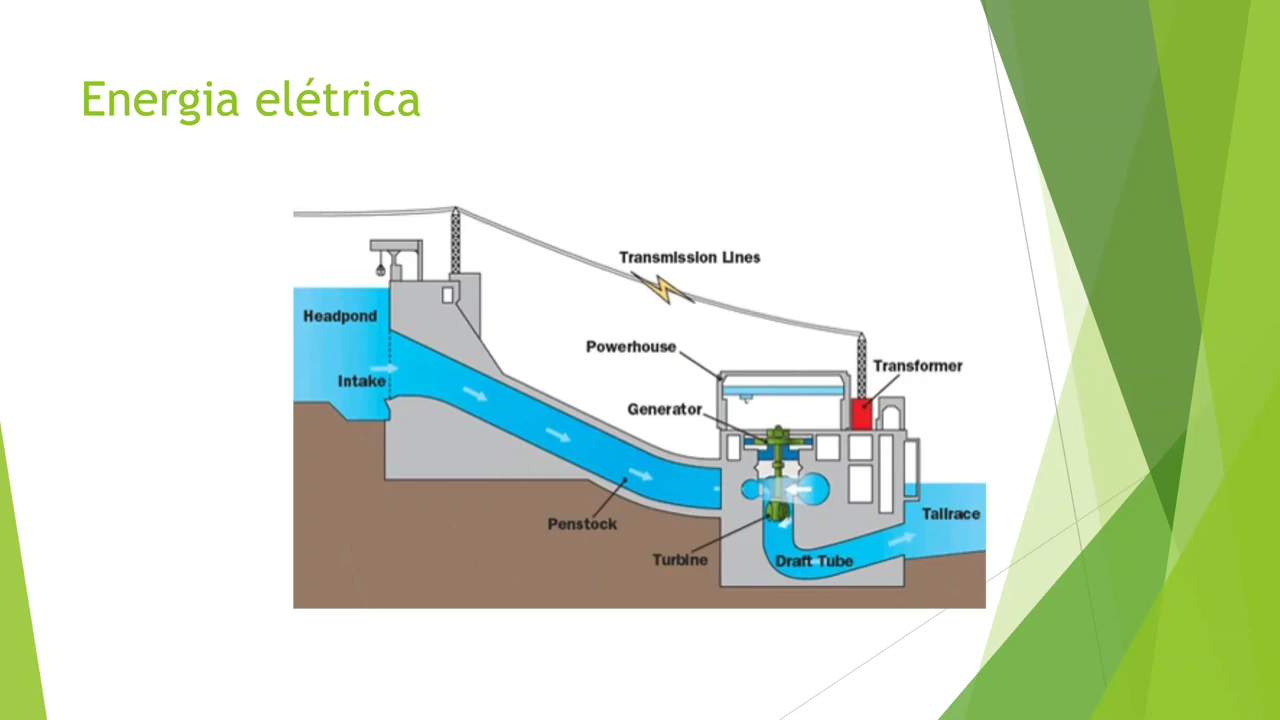 Energia elétrica
Transmission Lines
Headpond
Powerhouse
Transformer
Intake
Generator
Tailrace
Penstock
Turbine
Draft Tube